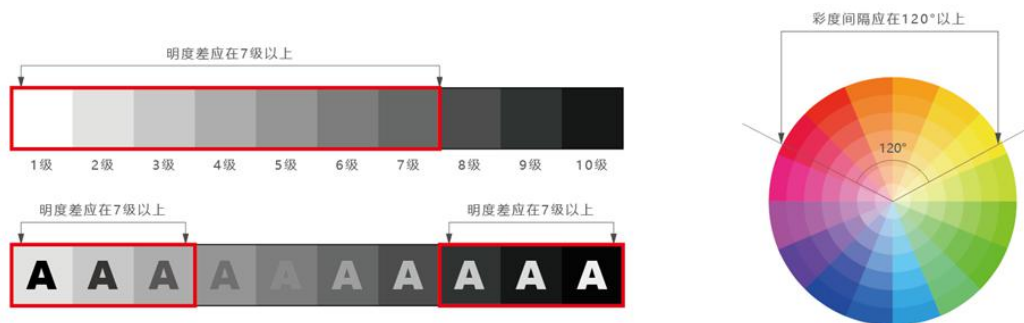 明度差应在7级以上
1级 2级 3级 4级 5级 6级 7级 8级 9级 10级
明度差应在7级以上 明度差应在7级以上
A A A A A A A A A A
彩度间隔应在120°以上
120°